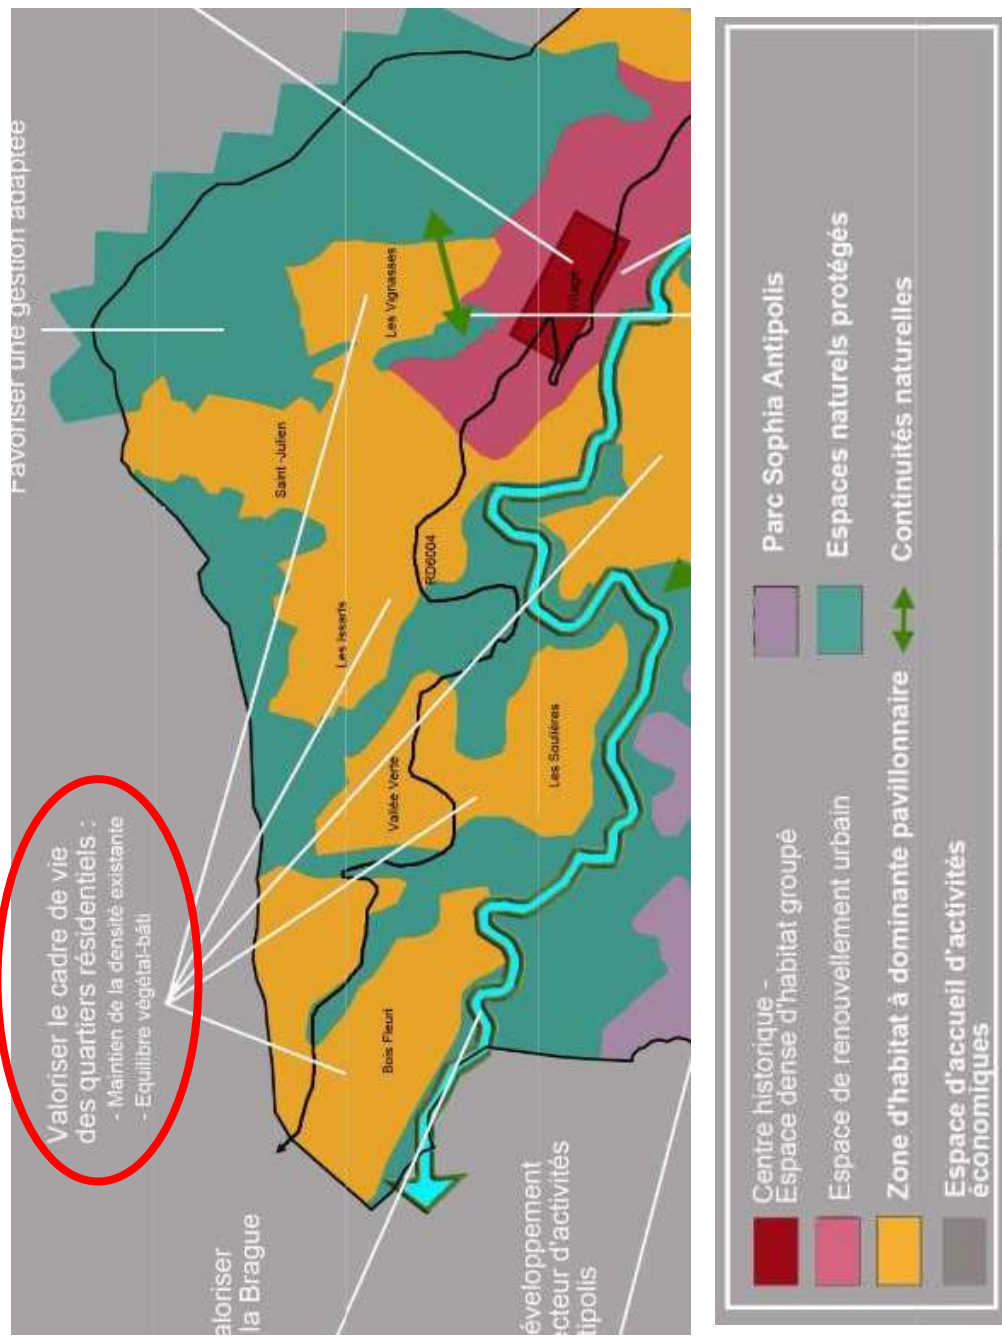 Favoriser une gestion adaptée
Valoriser le cadre de vie
des quartiers résidentiels :
- Maintien de la densité existante
- Equilibre végétal-bâti
Les Vignasses
Village
Saint-Julien
RD6004
Les Issarts
Vallée Verte
Les Soulières
Bois Fleuri
aloriser
la Brague
éveloppement
ecteur d'activités
tipolis
Centre historique -
Espace dense d'habitat groupé
Espace de renouvellement urbain
Zone d'habitat à dominante pavillonnaire
Espace d'accueil d'activités
économiques
Parc Sophia Antipolis
Espaces naturels protégés
Continuités naturelles